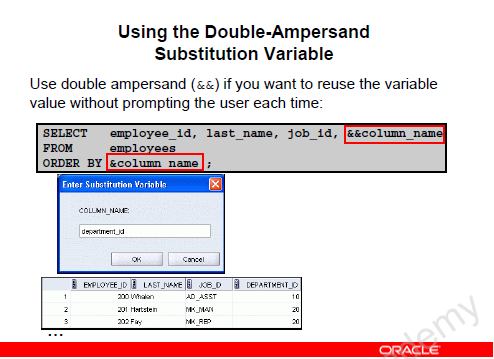 Using the Double-Ampersand
Substitution Variable
Use double ampersand (&&) if you want to reuse the variable
value without prompting the user each time:
SELECT employee_id, last_name, job_id, &&column_name
FROM employees
ORDER BY &column_name ;
Enter Substitution Variable
COLUMN_NAME:
department_id
OK Cancel
EMPLOYEE_ID LAST_NAME JOB_ID DEPARTMENT_ID
1 200 Whalen AD_ASST 10
2 201 Hartstein MK_MAN 20
3 202 Fay MK_REP 20
...
ORACLE